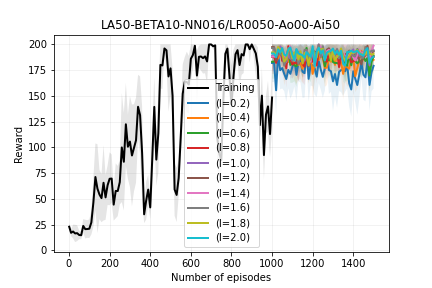 LA50-BETA10-NN016/LR0050-Ao00-Ai50
Reward
200
175
150
125
100
75
50
25
0
Training
(l=0.2)
(l=0.4)
(l=0.6)
(l=0.8)
(l=1.0)
(l=1.2)
(l=1.4)
(l=1.6)
(l=1.8)
(l=2.0)
0 200 400 600 800 1000 1200 1400
Number of episodes